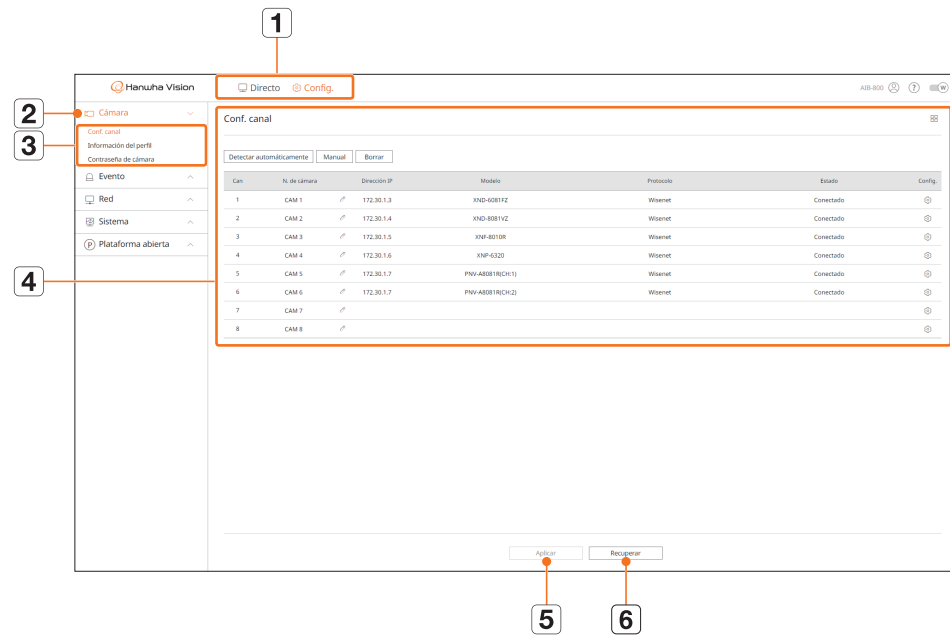 1
Hanwha Vision
Directo Config.
AIB-800 ? W
2
Cámara
Conf. canal
3
Conf. canal
Información del perfil
Contraseña de cámara
Evento
Red
Sistema
P Plataforma abierta
Detectar automáticamente Manual Borrar
Can N. de cámara Dirección IP Modelo Protocolo Estado Config.
1 CAM 1 172.30.1.3 XND-6081FZ Wisenet Conectado
2 CAM 2 172.30.1.4 XND-8081VZ Wisenet Conectado
3 CAM 3 172.30.1.5 XNF-8010R Wisenet Conectado
4 CAM 4 172.30.1.6 XNP-6320 Wisenet Conectado
4
5 CAM 5 172.30.1.7 PNV-A8081R(CH:1) Wisenet Conectado
6 CAM 6 172.30.1.7 PNV-A8081R(CH:2) Wisenet Conectado
7 CAM 7
8 CAM 8
Aplicar Recuperar
5 6